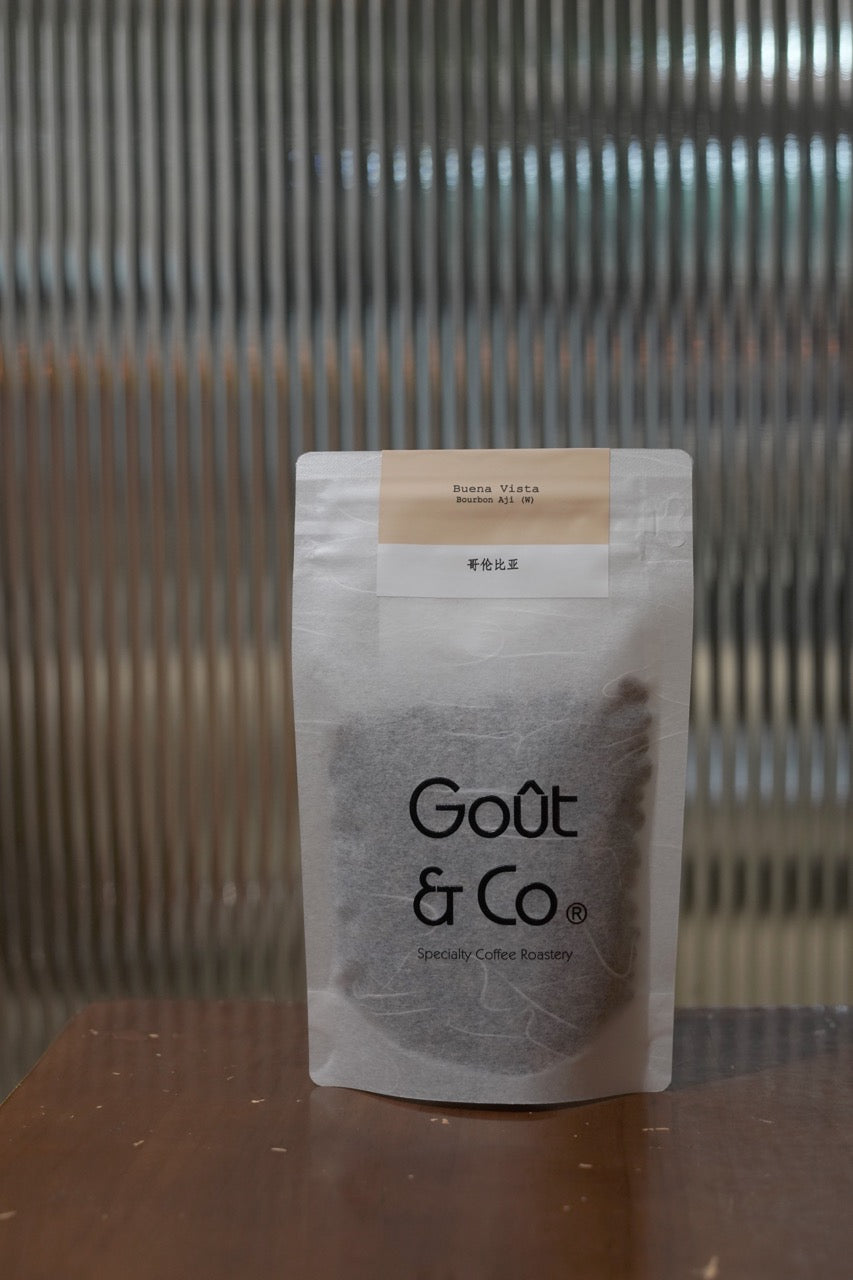 Buena Vista
Bourbon Aji (W)
哥伦比亚
Goût
& Co ®
Specialty Coffee Roastery